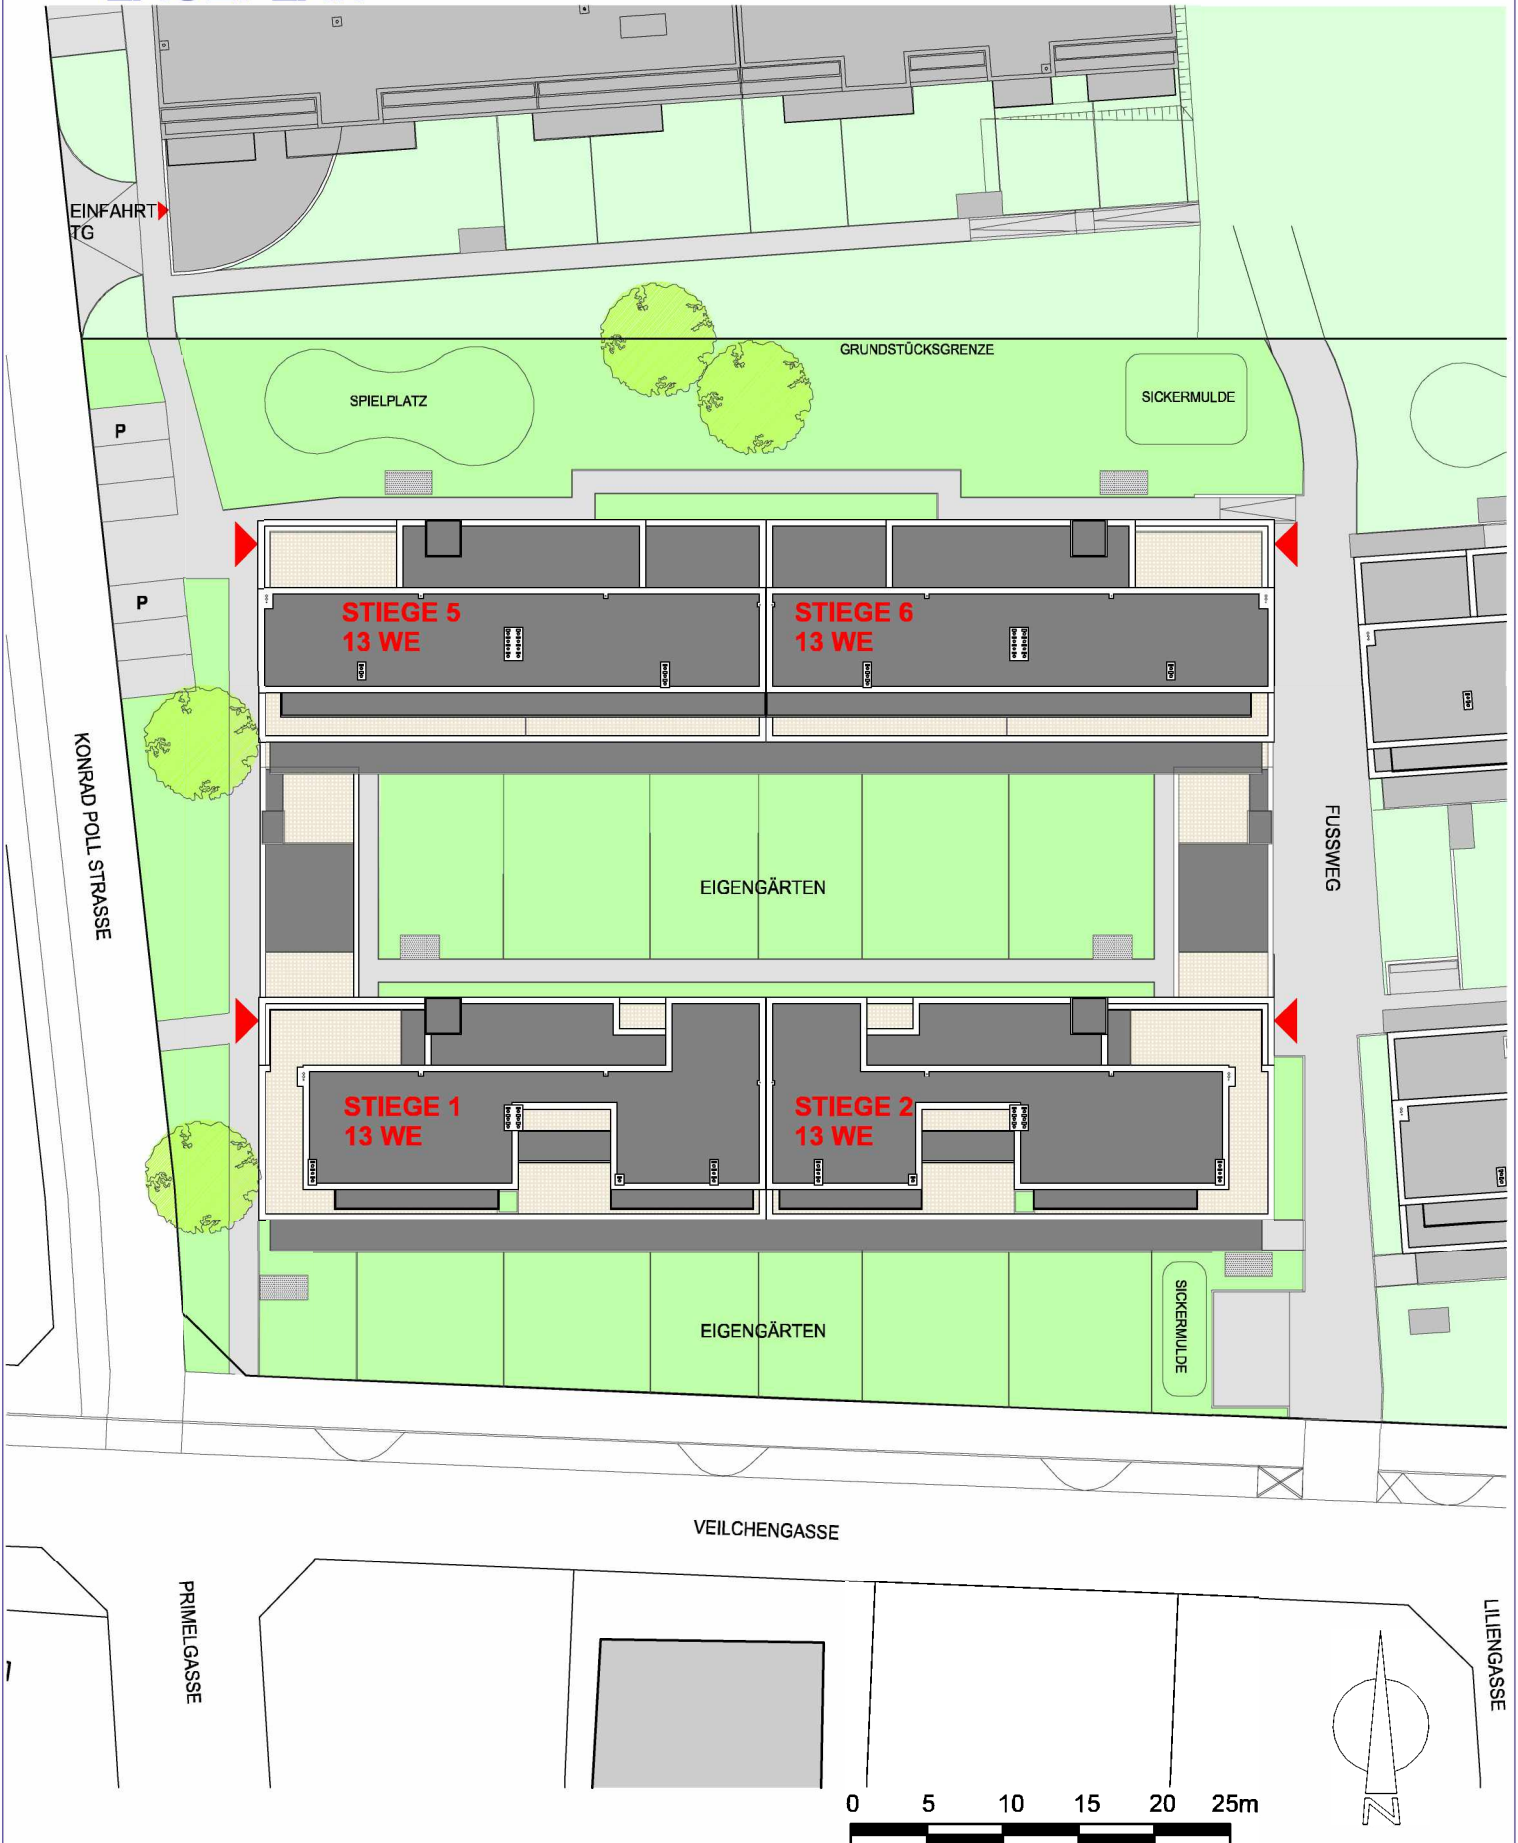 EINFAHRT
TG
GRUNDSTÜCKSGRENZE
SPIELPLATZ
SICKERMULDE
P
STIEGE 5
13 WE
STIEGE 6
13 WE
P
KONRAD POLL STRASSE
FUSSWEG
EIGENGÄRTEN
STIEGE 1
13 WE
STIEGE 2
13 WE
EIGENGÄRTEN
SICKERMULDE
VEILCHENGASSE
PRIMELGASSE
LILIENGASSE
N
0 5 10 15 20 25m